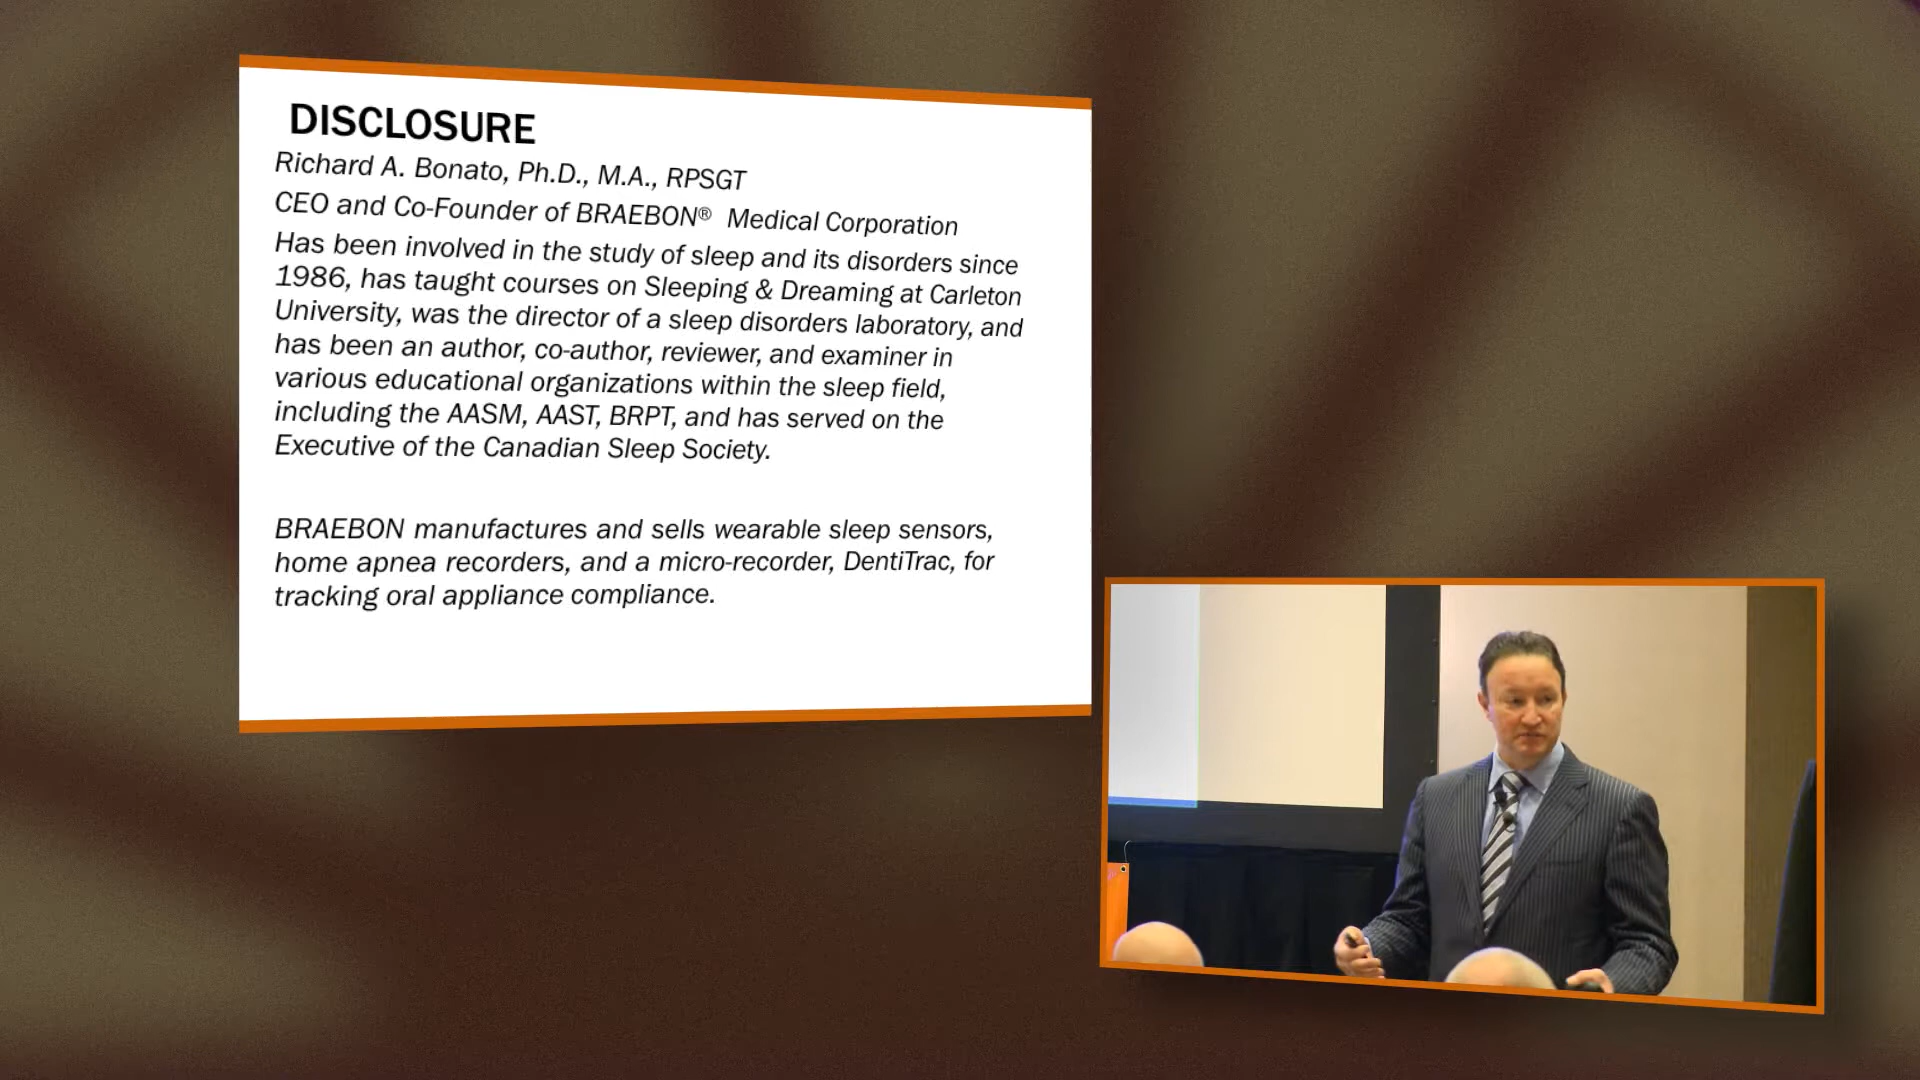 DISCLOSURE
Richard A. Bonato, Ph.D., M.A., RPSGT
CEO and Co-Founder of BRAEBON® Medical Corporation
Has been involved in the study of sleep and its disorders since
1986, has taught courses on Sleeping & Dreaming at Carleton
University, was the director of a sleep disorders laboratory, and
has been an author, co-author, reviewer, and examiner in
various educational organizations within the sleep field,
including the AASM, AAST, BRPT, and has served on the
Executive of the Canadian Sleep Society.
BRAEBON manufactures and sells wearable sleep sensors,
home apnea recorders, and a micro-recorder, DentiTrac, for
tracking oral appliance compliance.